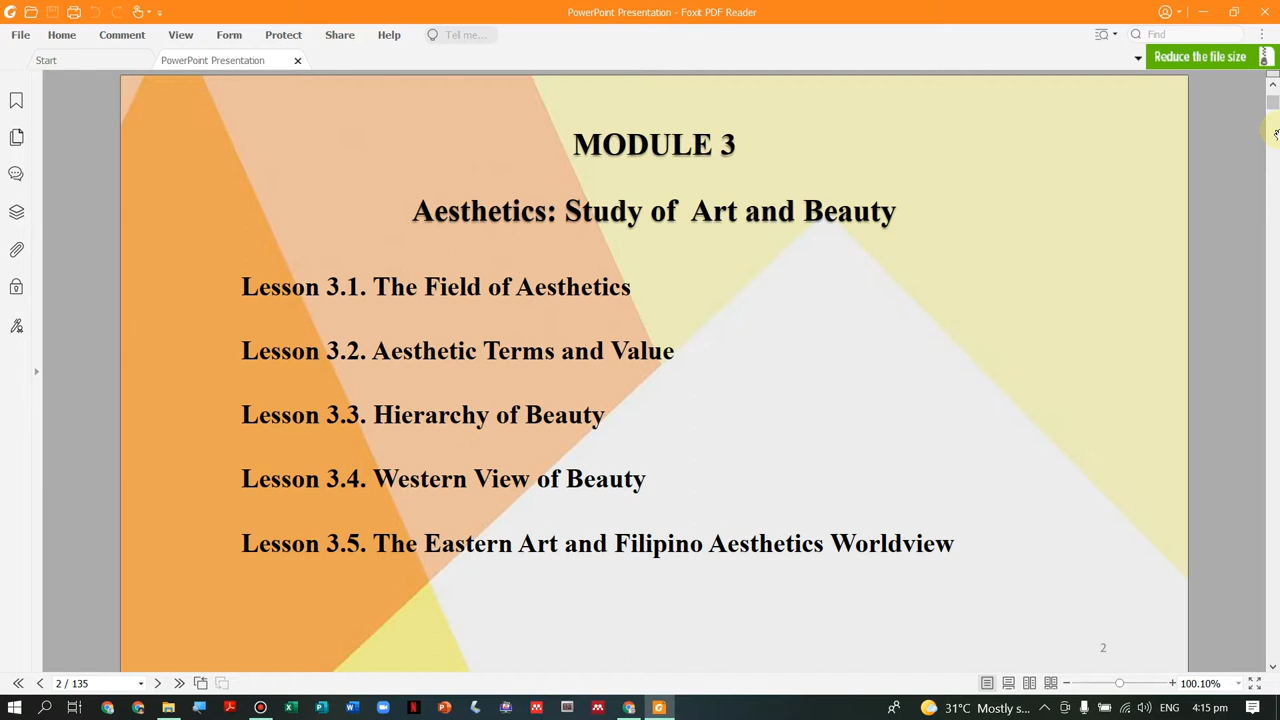 PowerPoint Presentation - Foxit PDF Reader
File Home Comment View Form Protect Share Help Tell me... Find
Start PowerPoint Presentation Reduce the file size
MODULE 3
Aesthetics: Study of Art and Beauty
Lesson 3.1. The Field of Aesthetics
Lesson 3.2. Aesthetic Terms and Value
Lesson 3.3. Hierarchy of Beauty
Lesson 3.4. Western View of Beauty
Lesson 3.5. The Eastern Art and Filipino Aesthetics Worldview
2
2 / 135 100.10%
31°C Mostly s... ENG 4:15 pm